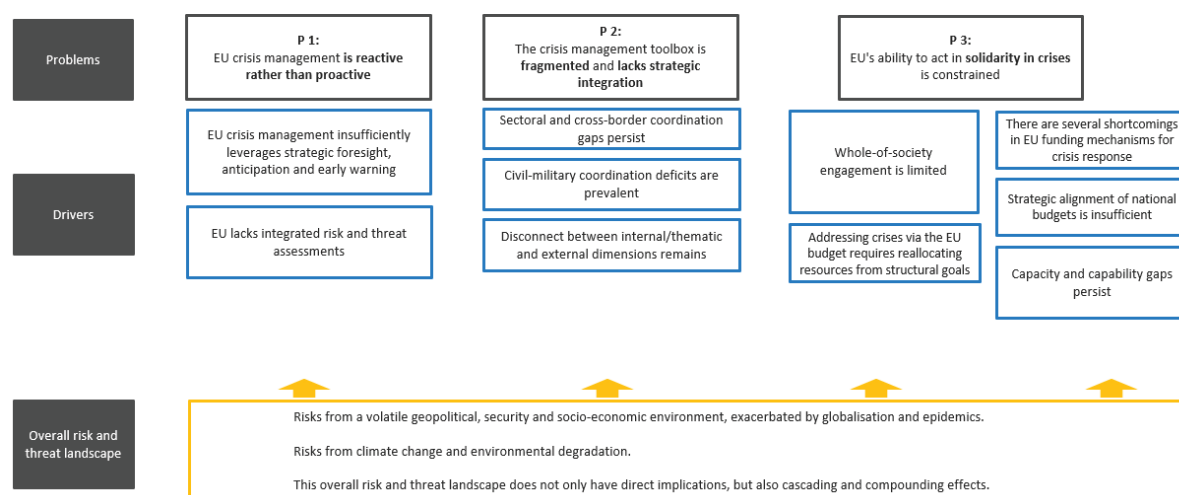 Problems
P 1:
EU crisis management is reactive
rather than proactive
P 2:
The crisis management toolbox is
fragmented and lacks strategic
integration
P 3:
EU's ability to act in solidarity in crises
is constrained
Drivers
EU crisis management insufficiently
leverages strategic foresight,
anticipation and early warning
EU lacks integrated risk and threat
assessments
Sectoral and cross-border coordination
gaps persist
Civil-military coordination deficits are
prevalent
Disconnect between internal/thematic
and external dimensions remains
Whole-of-society
engagement is limited
Addressing crises via the EU
budget requires reallocating
resources from structural goals
There are several shortcomings
in EU funding mechanisms for
crisis response
Strategic alignment of national
budgets is insufficient
Capacity and capability gaps
persist
Overall risk and
threat landscape
Risks from a volatile geopolitical, security and socio-economic environment, exacerbated by globalisation and epidemics.
Risks from climate change and environmental degradation.
This overall risk and threat landscape does not only have direct implications, but also cascading and compounding effects.